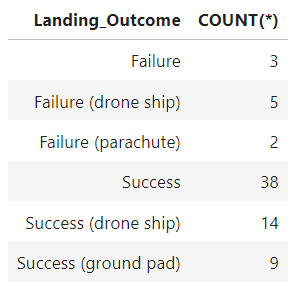 Landing_Outcome COUNT(*)
Failure 3
Failure (drone ship) 5
Failure (parachute) 2
Success 38
Success (drone ship) 14
Success (ground pad) 9